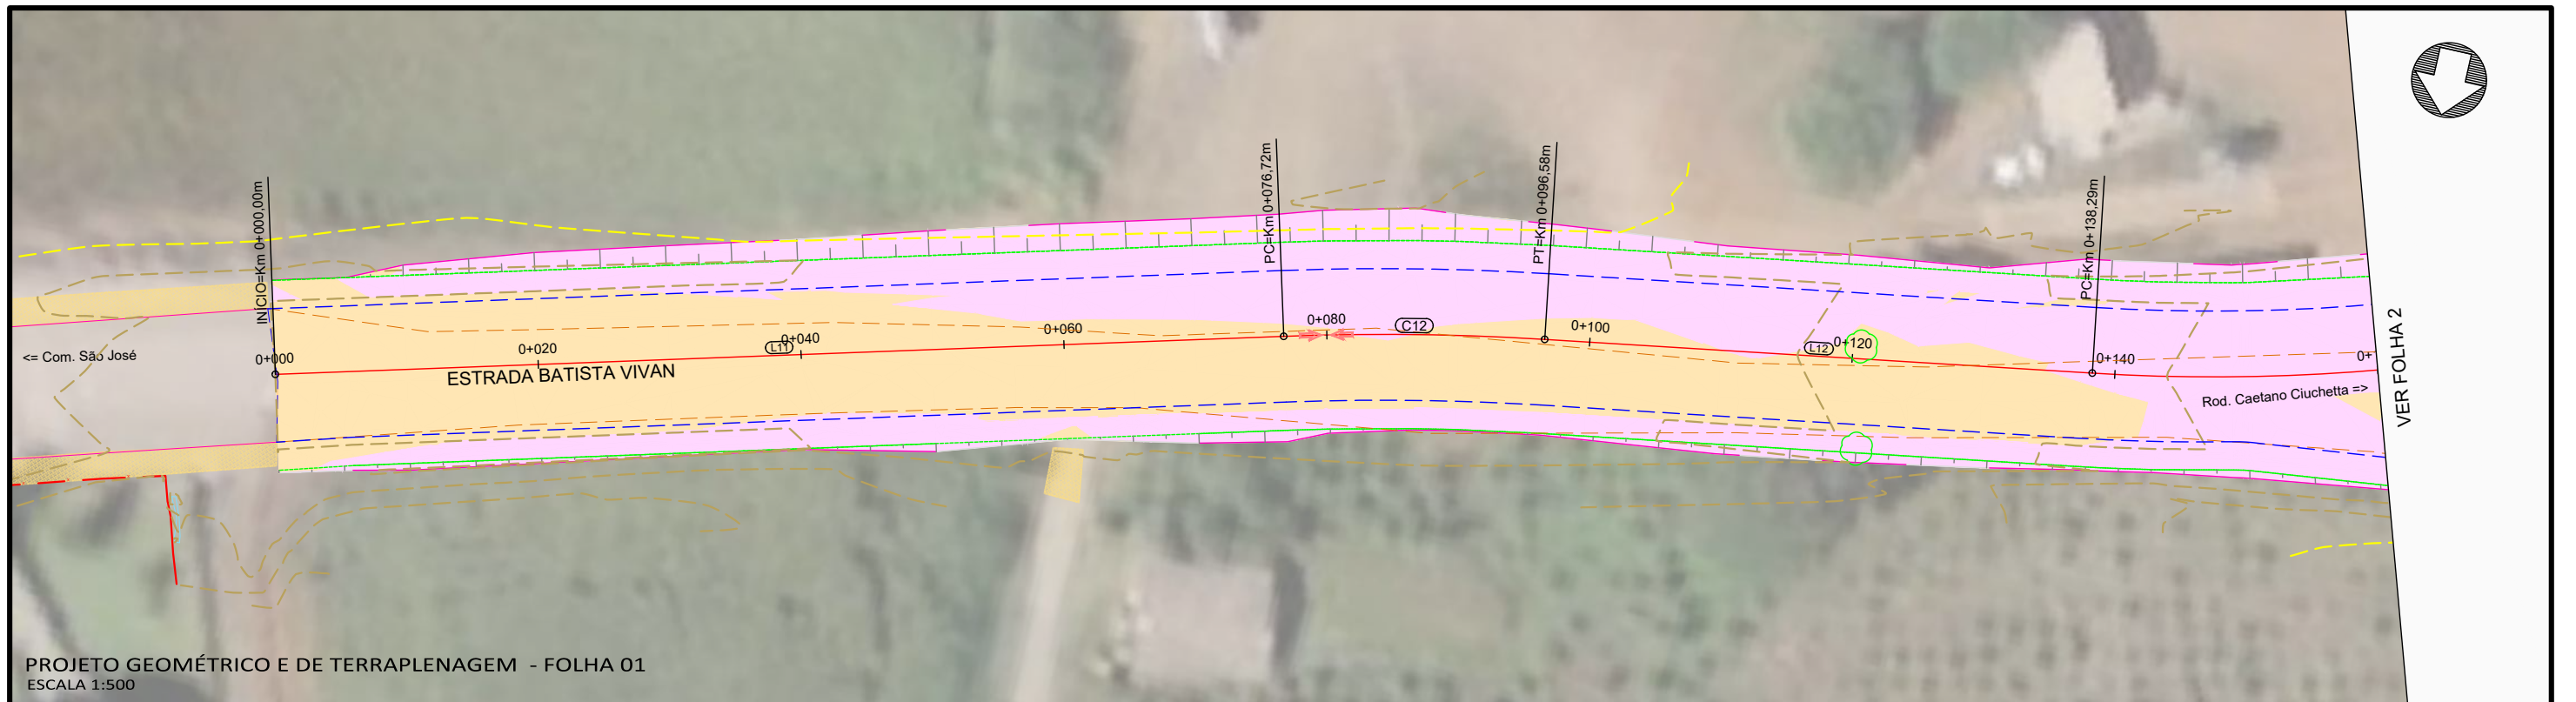 INICIO=Km 0+000,00m
PC=Km 0+076,72m
PT=Km 0+096,58m
PC=Km 0+138,29m
<= Com. São José
0+000
0+020
L11
0+040
0+060
0+080
C12
0+100
L12
0+120
0+140
0+
ESTRADA BATISTA VIVAN
Rod. Caetano Ciuchetta =>
VER FOLHA 2
PROJETO GEOMÉTRICO E DE TERRAPLENAGEM - FOLHA 01
ESCALA 1:500